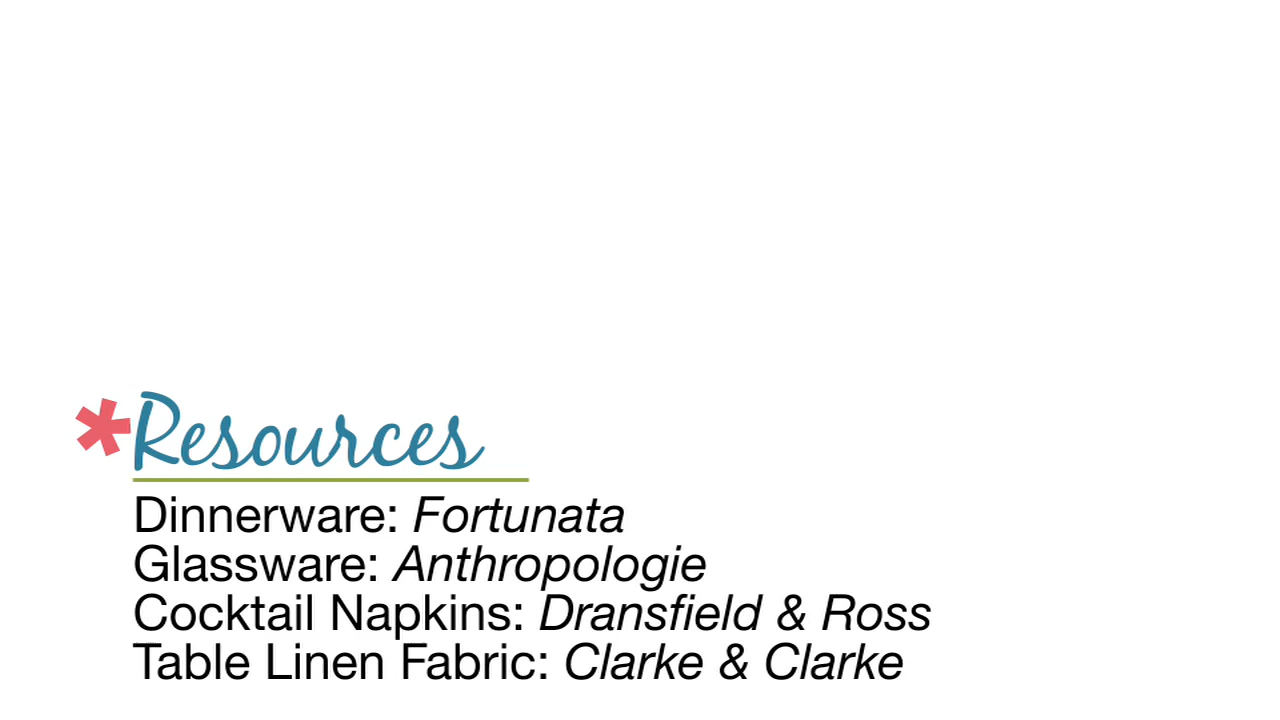 *Resources
Dinnerware: Fortunata
Glassware: Anthropologie
Cocktail Napkins: Dransfield & Ross
Table Linen Fabric: Clarke & Clarke